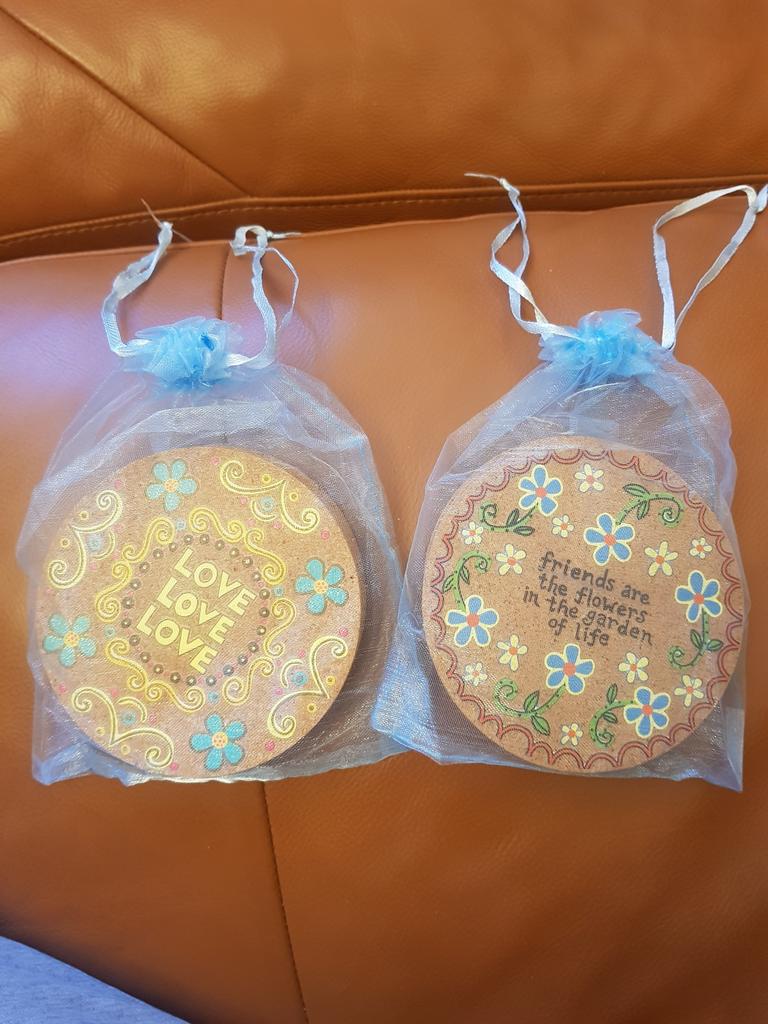 LOVE
LOVE
LOVE
friends are
the flowers
in the garden
of life